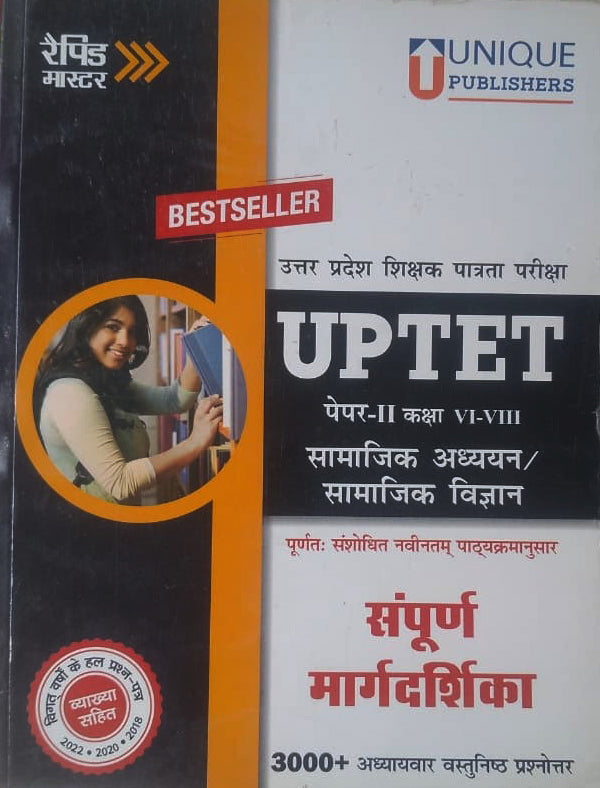 रैपिड
मास्टर
UNIQUE
PUBLISHERS
BESTSELLER
उत्तर प्रदेश शिक्षक पात्रता परीक्षा
UPTET
पेपर-II कक्षा VI-VIII
सामाजिक अध्ययन/
सामाजिक विज्ञान
पूर्णतः संशोधित नवीनतम् पाठ्यक्रमानुसार
संपूर्ण
मार्गदर्शिका
विगत वर्षों के हल प्रश्न-पत्र
व्याख्या
सहित
2022 • 2020 • 2018
3000+ अध्यायवार वस्तुनिष्ठ प्रश्नोत्तर